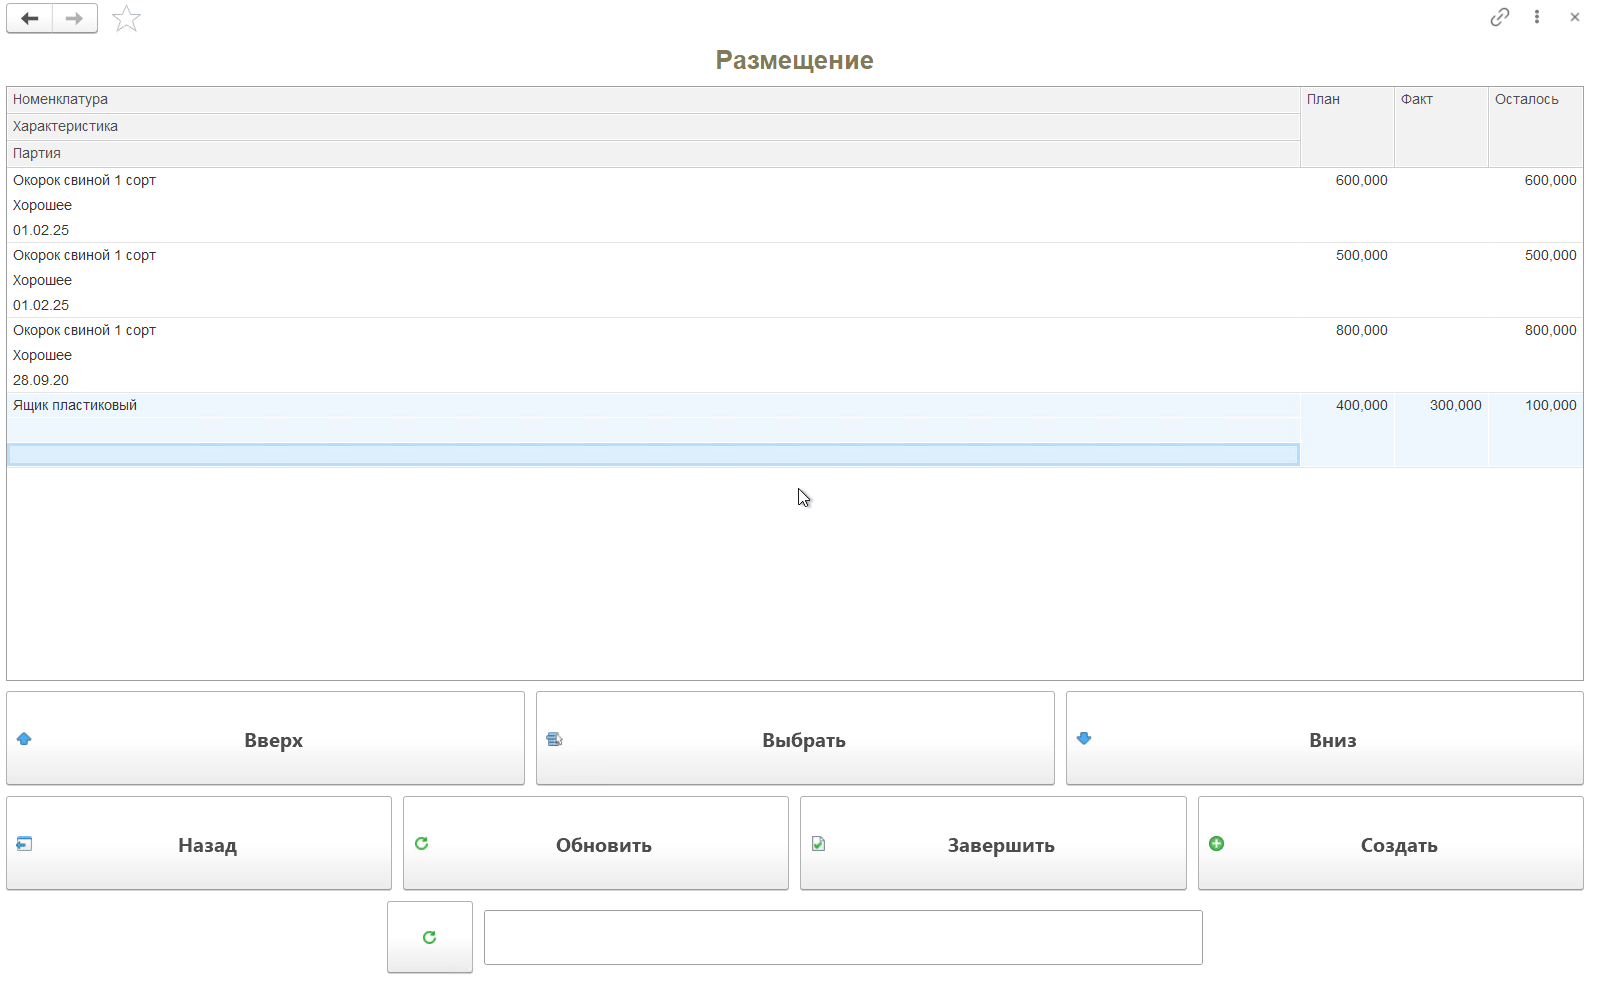 Размещение
Номенклатура План Факт Осталось
Характеристика
Партия
Окорок свиной 1 сорт 600,000 600,000
Хорошее
01.02.25
Окорок свиной 1 сорт 500,000 500,000
Хорошее
01.02.25
Окорок свиной 1 сорт 800,000 800,000
Хорошее
28.09.20
Ящик пластиковый 400,000 300,000 100,000
Вверх Выбрать Вниз
Назад Обновить Завершить Создать